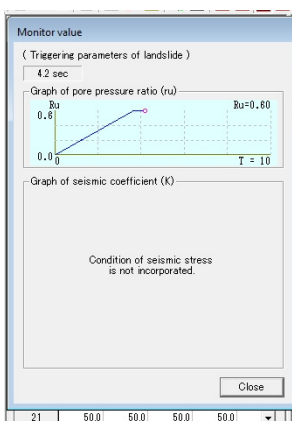 Monitor value
( Triggering parameters of landslide )
4.2 sec
Graph of pore pressure ratio (ru)
Ru
Ru=0.60
0.6
0.0
0
T = 10
Graph of seismic coefficient (K)
Condition of seismic stress
is not incorporated.
Close
21 50.0 50.0 50.0 50.0